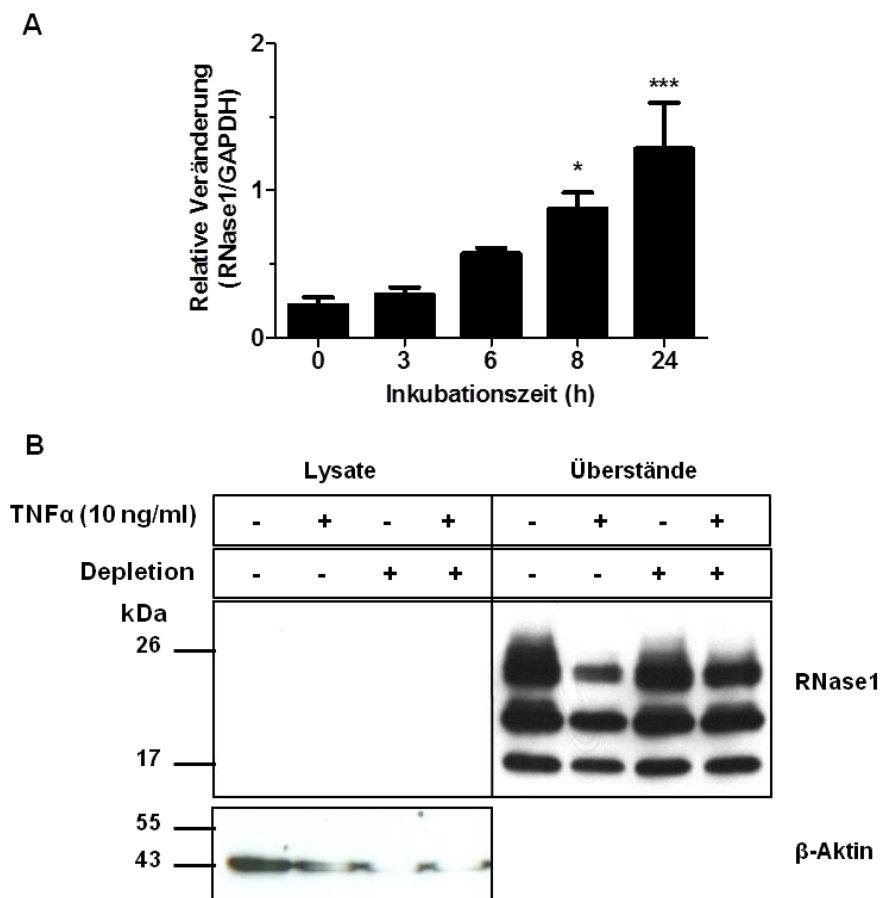 A
Relative Veränderung
(RNase1/GAPDH)
2
1
0
*
***
0 3 6 8 24
Inkubationszeit (h)
B
Lysate Überstände
TNFα (10 ng/ml) - + - + - + - +
Depletion - - + + - - + +
kDa
26
17
RNase1
55
43
β-Aktin